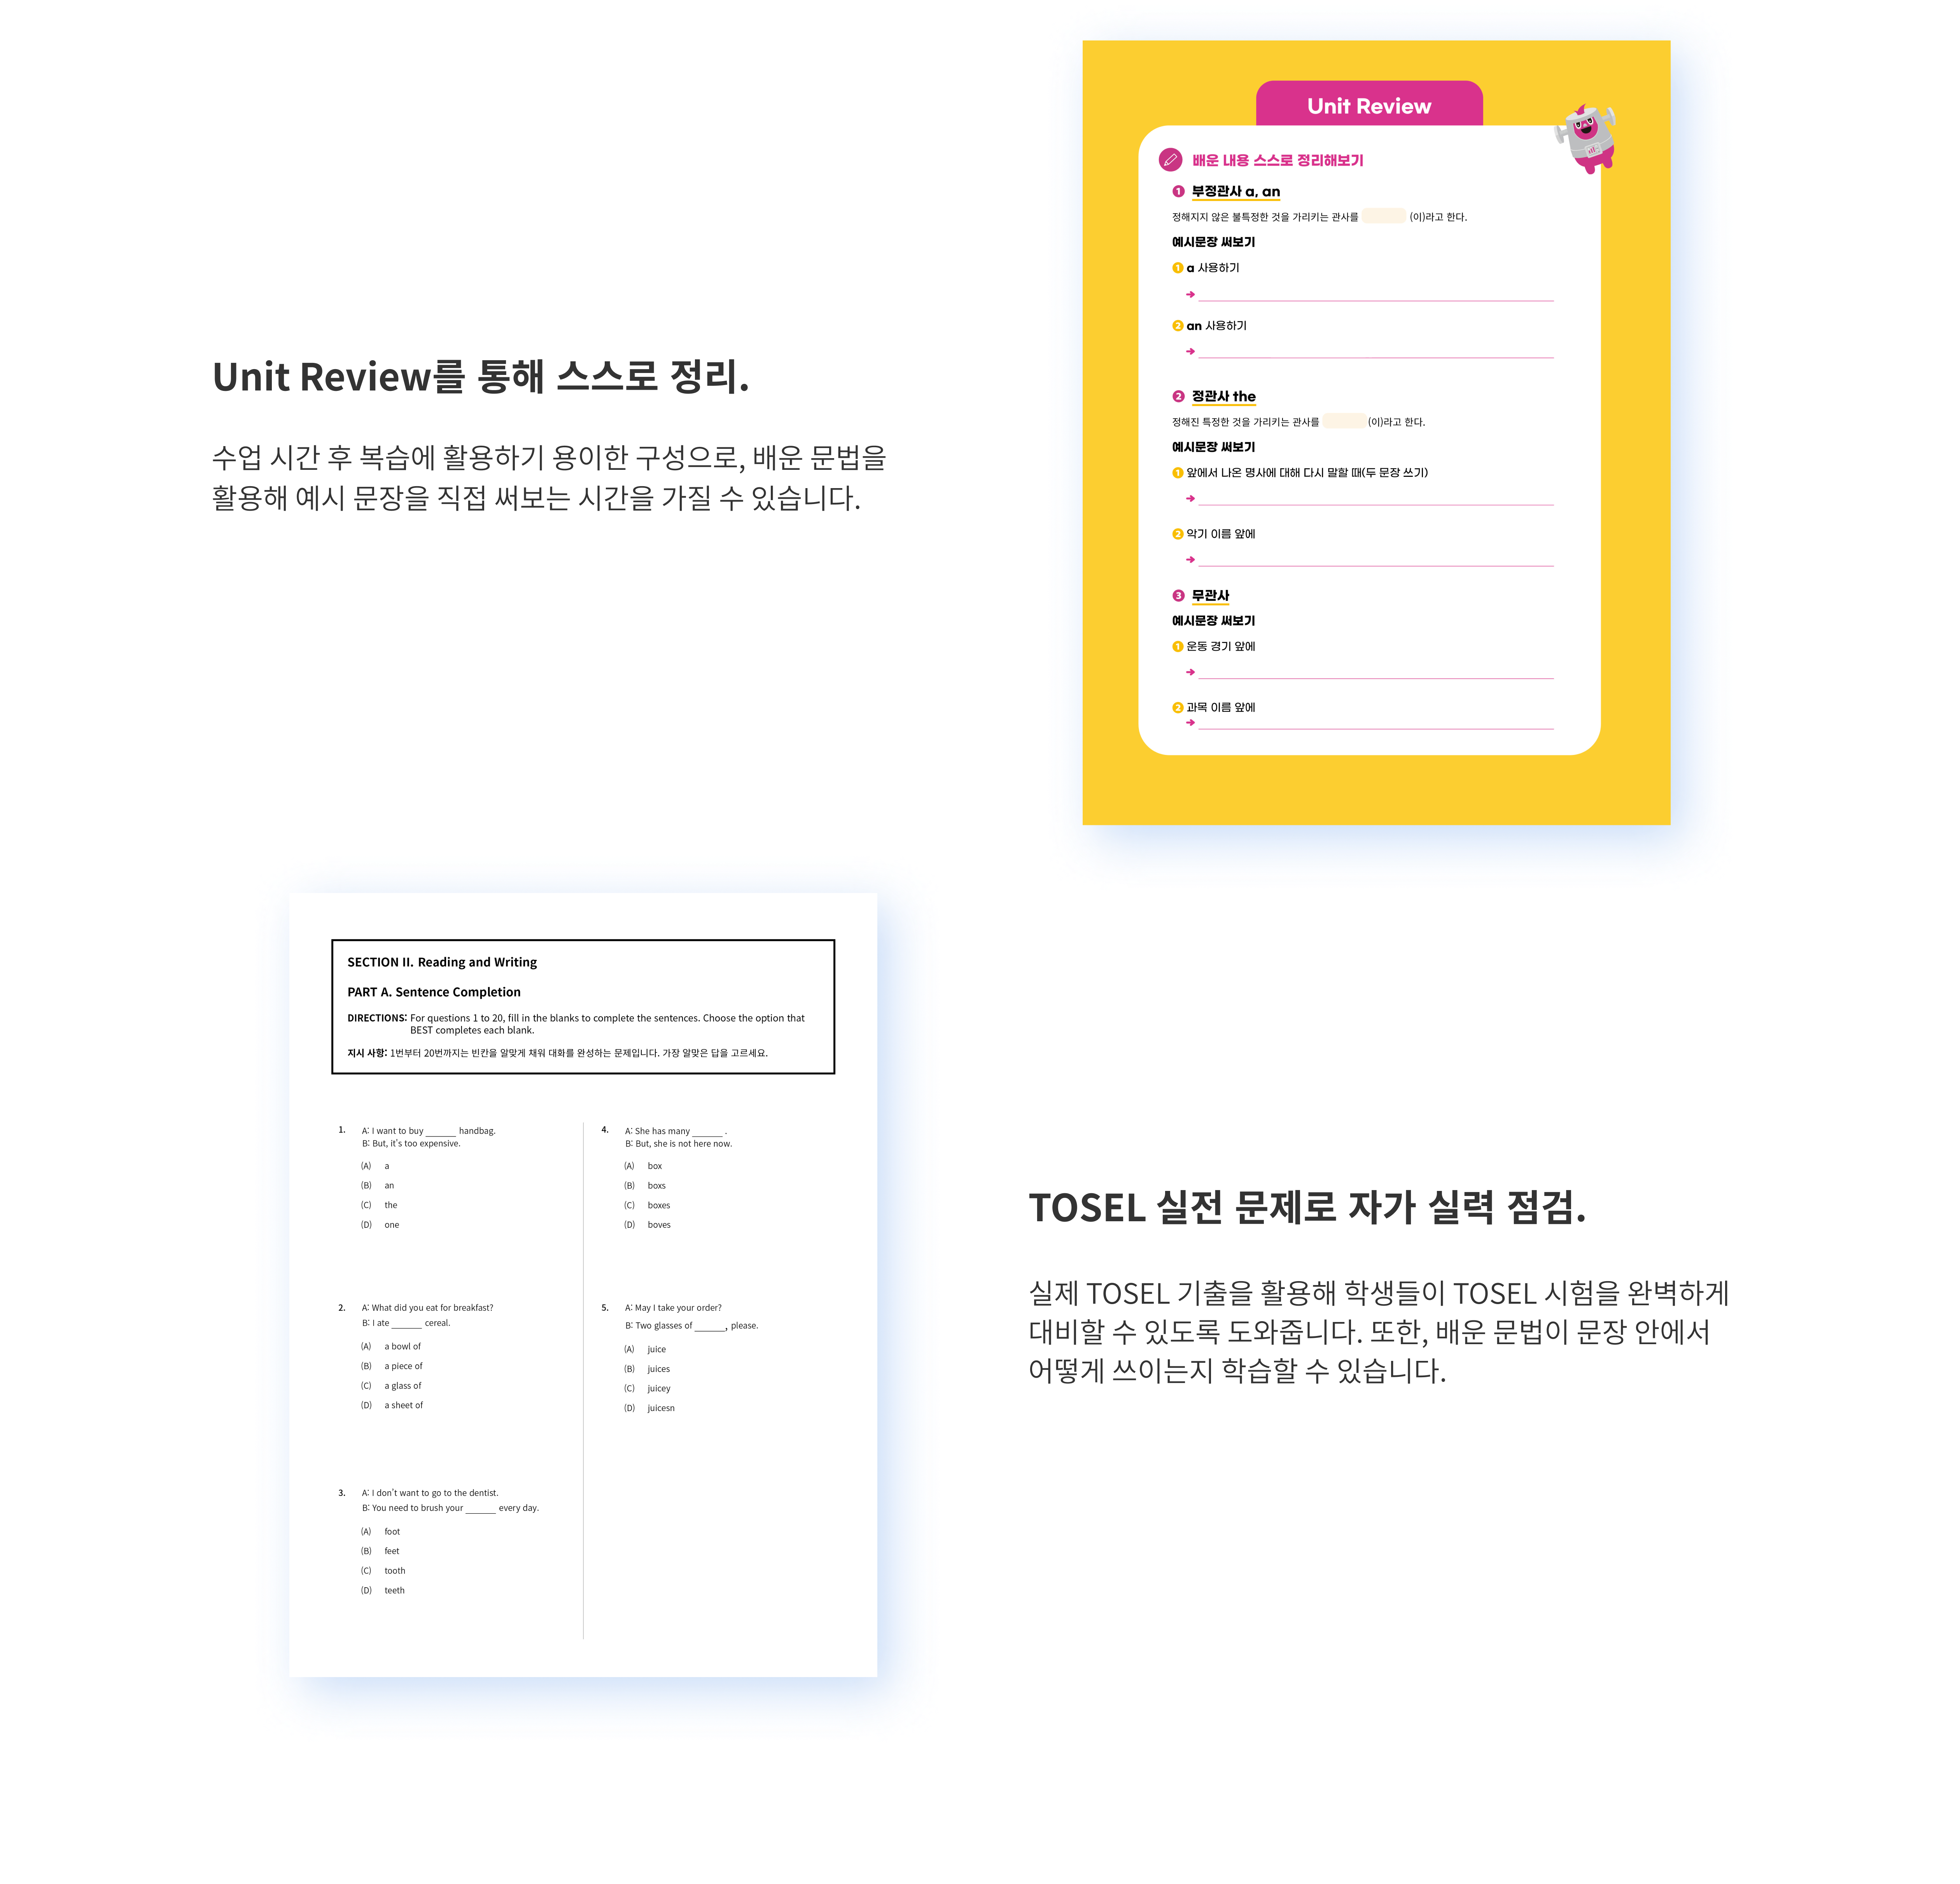 Unit Review를 통해 스스로 정리.
수업 시간 후 복습에 활용하기 용이한 구성으로, 배운 문법을
활용해 예시 문장을 직접 써보는 시간을 가질 수 있습니다.
Unit Review
배운 내용 스스로 정리해보기
1 부정관사 a, an
정해지지 않은 불특정한 것을 가리키는 관사를 (이)라고 한다.
예시문장 써보기
1 a 사용하기
2 an 사용하기
2 정관사 the
정해진 특정한 것을 가리키는 관사를 (이)라고 한다.
예시문장 써보기
1 앞에서 나온 명사에 대해 다시 말할 때(두 문장 쓰기)
2 악기 이름 앞에
3 무관사
예시문장 써보기
1 운동 경기 앞에
2 과목 이름 앞에
SECTION II. Reading and Writing
PART A. Sentence Completion
DIRECTIONS: For questions 1 to 20, fill in the blanks to complete the sentences. Choose the option that
BEST completes each blank.
지시 사항: 1번부터 20번까지는 빈칸을 알맞게 채워 대화를 완성하는 문제입니다. 가장 알맞은 답을 고르세요.
1. A: I want to buy ______ handbag.
B: But, it's too expensive.
(A) a
(B) an
(C) the
(D) one
2. A: What did you eat for breakfast?
B: I ate ______ cereal.
(A) a bowl of
(B) a piece of
(C) a glass of
(D) a sheet of
3. A: I don't want to go to the dentist.
B: You need to brush your ______ every day.
(A) foot
(B) feet
(C) tooth
(D) teeth
4. A: She has many ______ .
B: But, she is not here now.
(A) box
(B) boxs
(C) boxes
(D) boves
5. A: May I take your order?
B: Two glasses of ______, please.
(A) juice
(B) juices
(C) juicey
(D) juicesn
TOSEL 실전 문제로 자가 실력 점검.
실제 TOSEL 기출을 활용해 학생들이 TOSEL 시험을 완벽하게
대비할 수 있도록 도와줍니다. 또한, 배운 문법이 문장 안에서
어떻게 쓰이는지 학습할 수 있습니다.